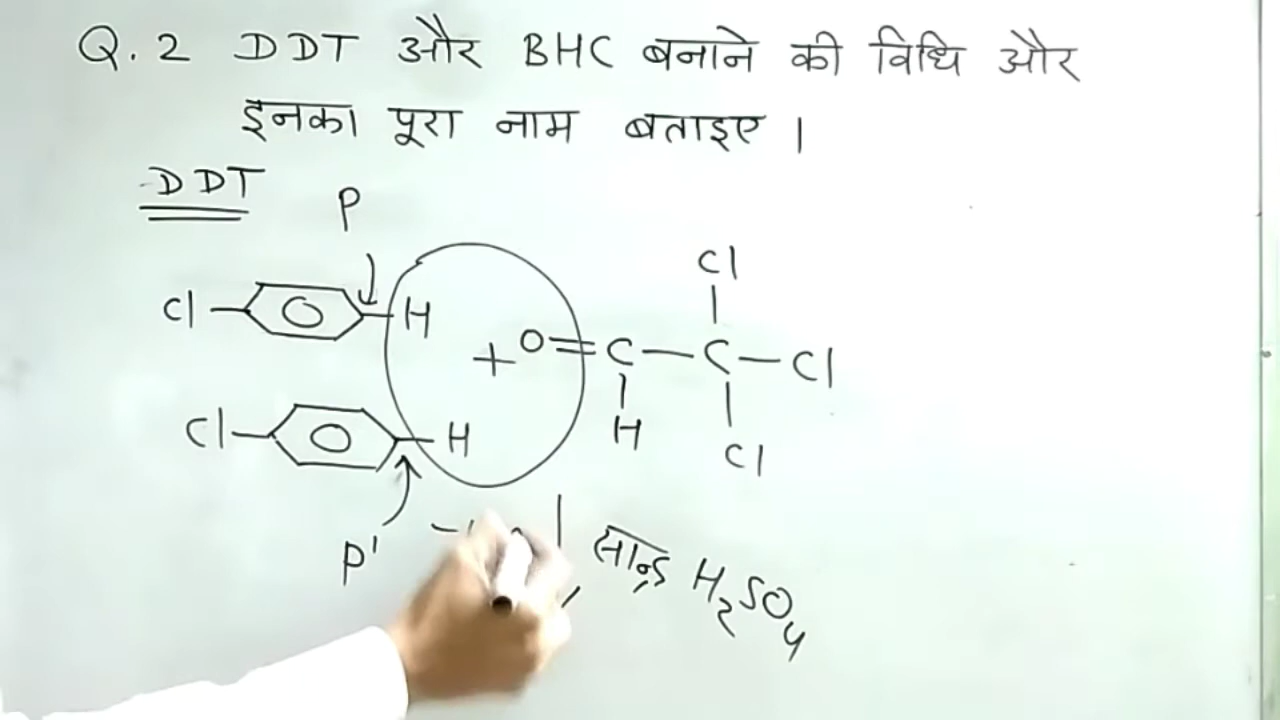 Q. 2 DDT और BHC बनाने की विधि और
इनका पूरा नाम बताइए ।
DDT
P
Cl
Cl H + O = C — C — Cl
H
Cl H
Cl
P'
सान्द्र H₂SO₄